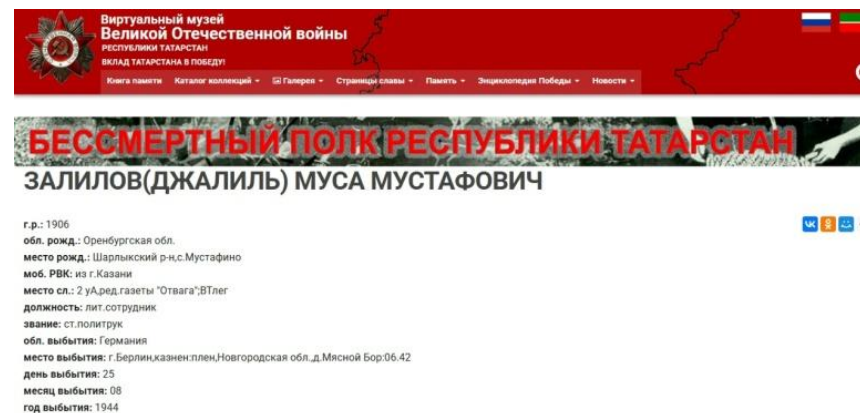 Виртуальный музей
Великой Отечественной войны
РЕСПУБЛИКИ ТАТАРСТАН
ВКЛАД ТАТАРСТАНА В ПОБЕДУ!
Книга памяти Каталог коллекций Галерея Страницы славы Память Энциклопедия Победы Новости
БЕССМЕРТНЫЙ ПОЛК РЕСПУБЛИКИ ТАТАРСТАН
ЗАЛИЛОВ(ДЖАЛИЛЬ) МУСА МУСТАФОВИЧ
г.р.: 1906
обл. рожд.: Оренбургская обл.
место рожд.: Шарлыкский р-н,с.Мустафино
моб. РВК: из г.Казани
место сл.: 2 уА,ред.газеты "Отвага";ВТлег
должность: лит.сотрудник
звание: ст.политрук
обл. выбытия: Германия
место выбытия: г.Берлин,казнен:плен,Новгородская обл.,д.Мясной Бор:06.42
день выбытия: 25
месяц выбытия: 08
год выбытия: 1944